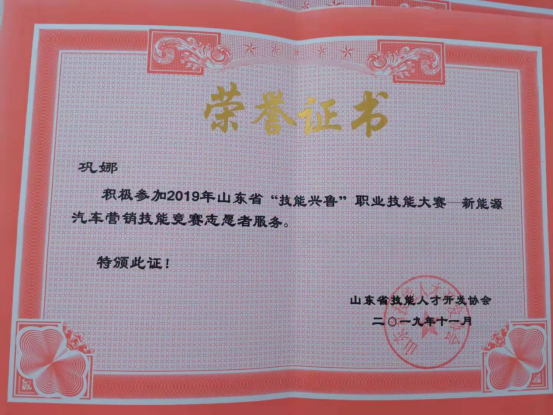 荣誉证书
巩娜
积极参加2019年山东省“技能兴鲁”职业技能大赛—新能源
汽车营销技能竞赛志愿者服务。
特颁此证！
山东省技能人才开发协会
二〇一九年十一月